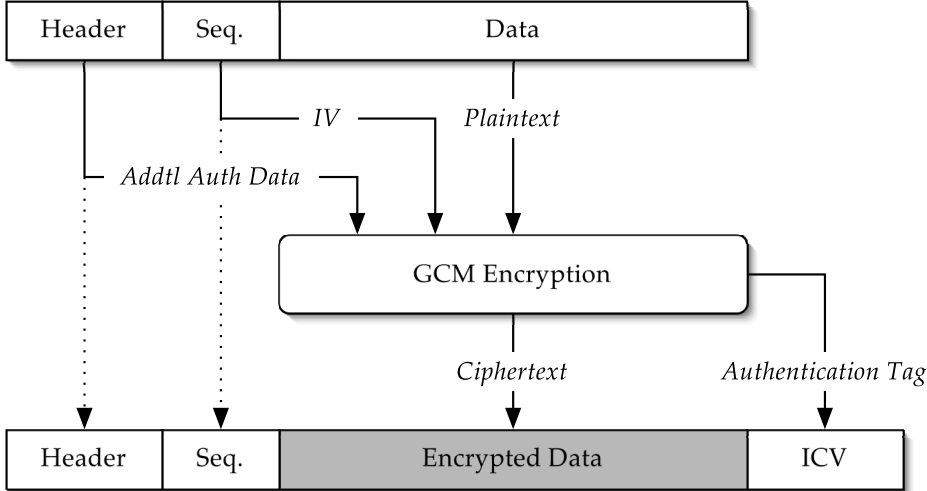 Header Seq. Data
IV Plaintext
Addtl Auth Data
GCM Encryption
Ciphertext Authentication Tag
Header Seq. Encrypted Data ICV